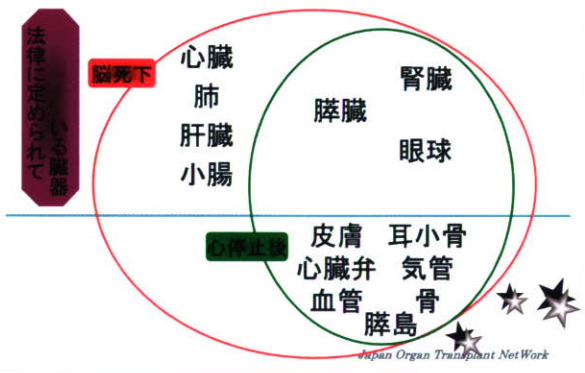 法律に定められて
いる臓器
脳死下
心臓
肺
肝臓
小腸
腎臓
膵臓
眼球
心停止後
皮膚 耳小骨
心臓弁 気管
血管 骨
膵島
Japan Organ Transplant NetWork